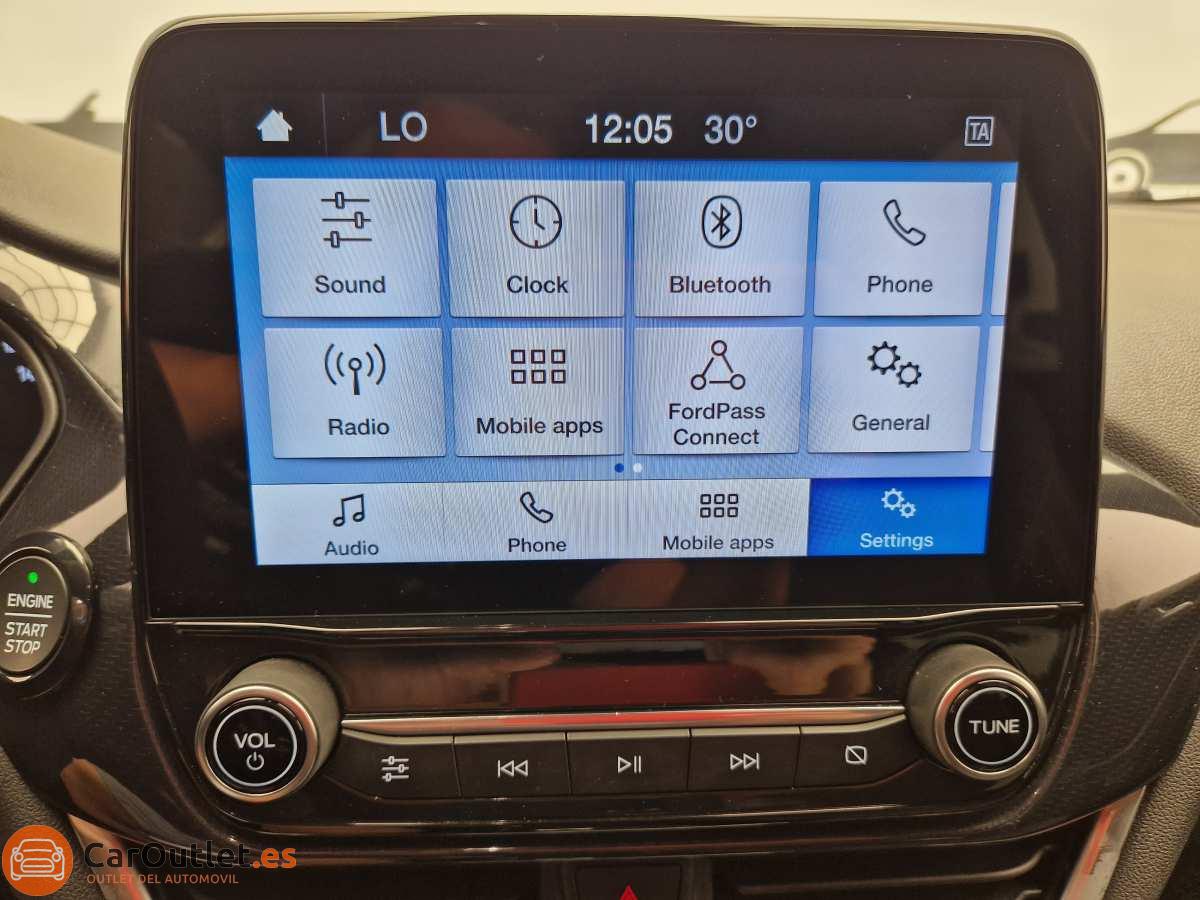 LO 12:05 30° TA
Sound Clock Bluetooth Phone
Radio Mobile apps FordPass Connect General
Audio Phone Mobile apps Settings
ENGINE
START
STOP
VOL
TUNE
CarOutlet.es
OUTLET DEL AUTOMOVIL